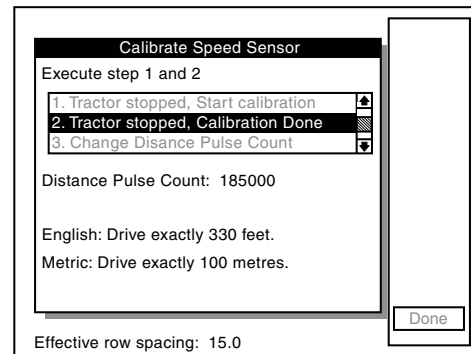 Calibrate Speed Sensor
Execute step 1 and 2
1. Tractor stopped, Start calibration
2. Tractor stopped, Calibration Done
3. Change Disance Pulse Count
Distance Pulse Count: 185000
English: Drive exactly 330 feet.
Metric: Drive exactly 100 metres.
Done
Effective row spacing: 15.0